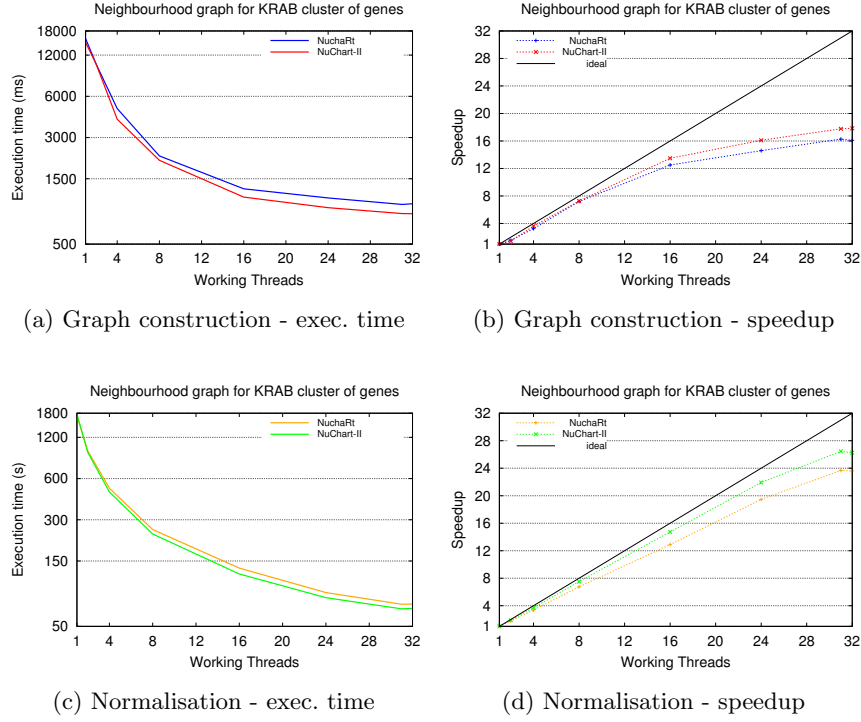 Neighbourhood graph for KRAB cluster of genes
18000
12000
6000
3000
1500
500
Execution time (ms)
NuchaRt
NuChart-II
1 4 8 12 16 20 24 28 32
Working Threads
(a) Graph construction - exec. time
Neighbourhood graph for KRAB cluster of genes
32
28
24
20
16
12
8
4
1
Speedup
NuchaRt
NuChart-II
ideal
1 4 8 12 16 20 24 28 32
Working Threads
(b) Graph construction - speedup
Neighbourhood graph for KRAB cluster of genes
1800
1200
600
300
150
50
Execution time (s)
NuchaRt
NuChart-II
1 4 8 12 16 20 24 28 32
Working Threads
(c) Normalisation - exec. time
Neighbourhood graph for KRAB cluster of genes
32
28
24
20
16
12
8
4
1
Speedup
NuchaRt
NuChart-II
ideal
1 4 8 12 16 20 24 28 32
Working Threads
(d) Normalisation - speedup